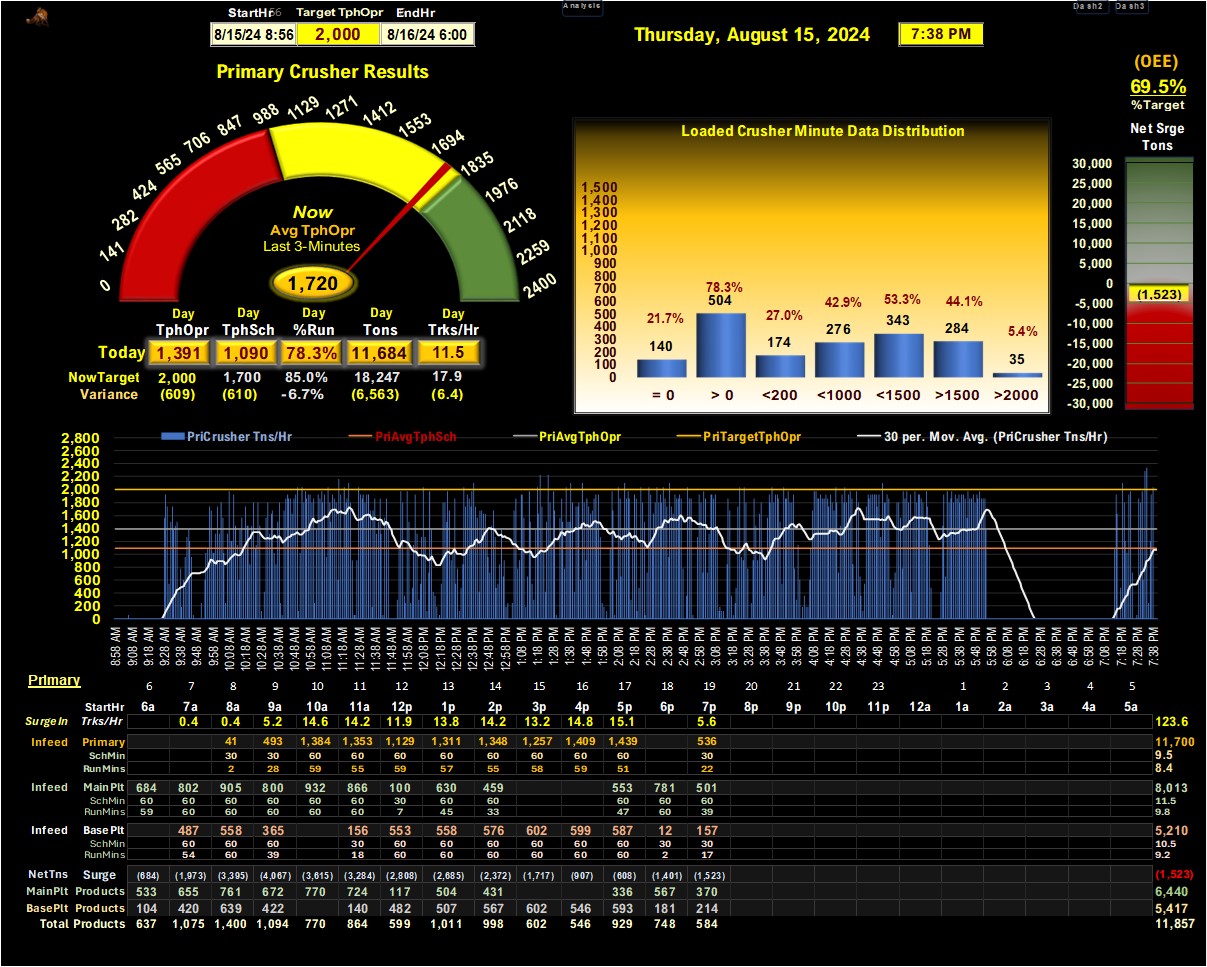 Analysis
Dash2 Dash3
StartHr56 Target TphOpr EndHr
8/15/24 8:56 2,000 8/16/24 6:00
Thursday, August 15, 2024 7:38 PM
Primary Crusher Results
(OEE)
69.5%
%Target
Net Srge
Tons
30,000
25,000
20,000
15,000
10,000
5,000
0
(1,523)
-5,000
-10,000
-15,000
-20,000
-25,000
-30,000
0
141
282
424
565
706
847
988
1129
1271
1412
1553
1694
1835
1976
2118
2259
2400
Now
Avg TphOpr
Last 3-Minutes
1,720
Day Day Day Day Day
TphOpr TphSch %Run Tons Trks/Hr
Today 1,391 1,090 78.3% 11,684 11.5
NowTarget 2,000 1,700 85.0% 18,247 17.9
Variance (609) (610) -6.7% (6,563) (6.4)
Loaded Crusher Minute Data Distribution
1,500
1,400
1,300
1,200
1,100
1,000
900
800
700
600
500
400
300
200
100
0
21.7% 78.3% 27.0% 42.9% 53.3% 44.1% 5.4%
140 504 174 276 343 284 35
= 0 > 0 <200 <1000 <1500 >1500 >2000
PriCrusher Tns/Hr PriAvgTphSch PriAvgTphOpr PriTargetTphOpr 30 per. Mov. Avg. (PriCrusher Tns/Hr)
2,800
2,600
2,400
2,200
2,000
1,800
1,600
1,400
1,200
1,000
800
600
400
200
0
8:58 AM
9:08 AM
9:18 AM
9:28 AM
9:38 AM
9:48 AM
9:58 AM
10:08 AM
10:18 AM
10:28 AM
10:38 AM
10:48 AM
10:58 AM
11:08 AM
11:18 AM
11:28 AM
11:38 AM
11:48 AM
11:58 AM
12:08 PM
12:18 PM
12:28 PM
12:38 PM
12:48 PM
12:58 PM
1:08 PM
1:18 PM
1:28 PM
1:38 PM
1:48 PM
1:58 PM
2:08 PM
2:18 PM
2:28 PM
2:38 PM
2:48 PM
2:58 PM
3:08 PM
3:18 PM
3:28 PM
3:38 PM
3:48 PM
3:58 PM
4:08 PM
4:18 PM
4:28 PM
4:38 PM
4:48 PM
4:58 PM
5:08 PM
5:18 PM
5:28 PM
5:38 PM
5:48 PM
5:58 PM
6:08 PM
6:18 PM
6:28 PM
6:38 PM
6:48 PM
6:58 PM
7:08 PM
7:18 PM
7:28 PM
7:38 PM
Primary
6 7 8 9 10 11 12 13 14 15 16 17 18 19 20 21 22 23 1 2 3 4 5
StartHr 6a 7a 8a 9a 10a 11a 12p 1p 2p 3p 4p 5p 6p 7p 8p 9p 10p 11p 12a 1a 2a 3a 4a 5a
SurgeIn Trks/Hr 0.4 0.4 5.2 14.6 14.2 11.9 13.8 14.2 13.2 14.8 15.1 5.6 123.6
Infeed Primary 41 493 1,384 1,353 1,129 1,311 1,348 1,257 1,409 1,439 536 11,700
SchMin 30 30 60 60 60 60 60 60 60 60 30 9.5
RunMins 2 28 59 55 59 57 55 58 59 51 22 8.4
Infeed MainPlt 684 802 905 800 932 866 100 630 459 553 781 501 8,013
SchMin 60 60 60 60 60 60 30 60 60 60 60 60 11.5
RunMins 59 60 60 60 60 60 7 45 33 47 60 39 9.8
Infeed Base Plt 487 558 365 156 553 558 576 602 599 587 12 157 5,210
SchMin 60 60 60 30 60 60 60 60 60 60 30 30 10.5
RunMins 54 60 39 18 60 60 60 60 60 60 2 17 9.2
NetTns Surge (684) (1,973) (3,395) (4,067) (3,615) (3,284) (2,808) (2,685) (2,372) (1,717) (907) (608) (1,401) (1,523) (1,523)
MainPlt Products 533 655 761 672 770 724 117 504 431 336 567 370 6,440
BasePlt Products 104 420 639 422 140 482 507 567 602 546 593 181 214 5,417
Total Products 637 1,075 1,400 1,094 770 864 599 1,011 998 602 546 929 748 584 11,857